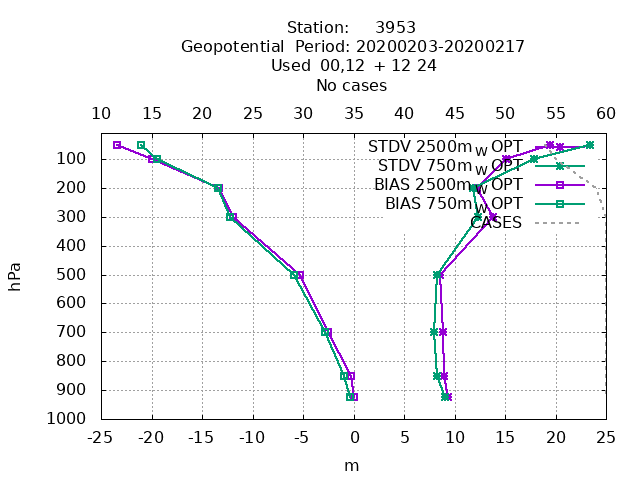 Station: 3953
Geopotential Period: 20200203-20200217
Used 00,12 + 12 24
No cases
10 15 20 25 30 35 40 45 50 55 60
STDV 2500m_W OPT
STDV 750m_W OPT
BIAS 2500m_W OPT
BIAS 750m_W OPT
CASES
100
200
300
400
500
600
700
800
900
1000
hPa
-25 -20 -15 -10 -5 0 5 10 15 20 25
m